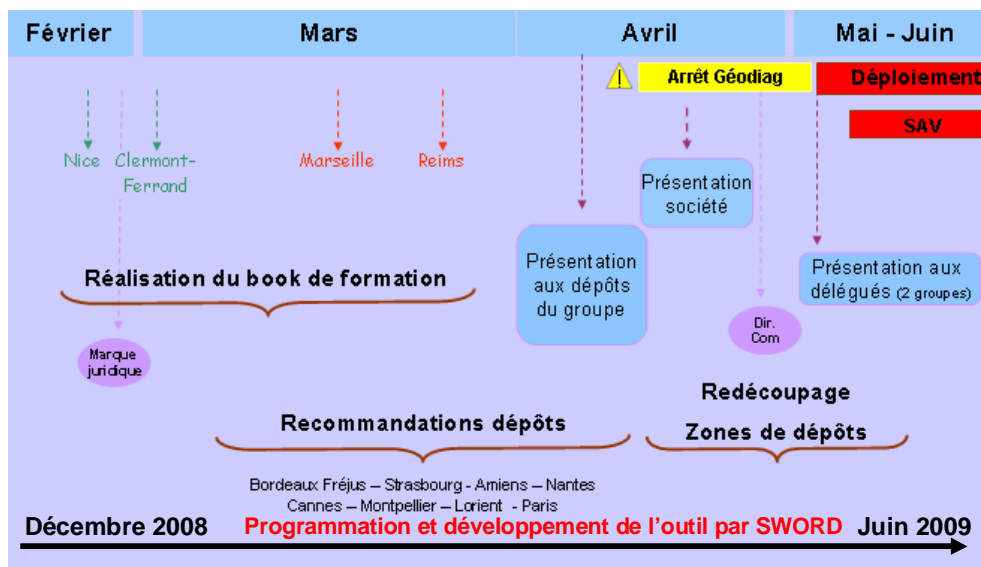 Février
Mars
Avril
Mai - Juin
Arrêt Géodiag
Déploiement
SAV
Nice
Clermont-
Ferrand
Marseille
Reims
Présentation
société
Présentation
aux dépôts
du groupe
Présentation aux
délégués (2 groupes)
Réalisation du book de formation
Dir.
Com
Marque
juridique
Redécoupage
Zones de dépôts
Recommandations dépôts
Bordeaux Fréjus – Strasbourg - Amiens – Nantes
Cannes – Montpellier – Lorient - Paris
Décembre 2008
Programmation et développement de l'outil par SWORD
Juin 2009